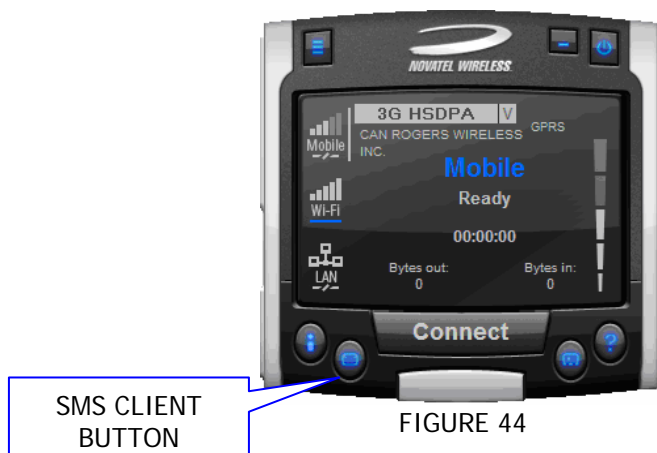 NOVATEL WIRELESS
3G HSDPA V
CAN ROGERS WIRELESS GPRS
INC.
Mobile
Mobile
Ready
Wi-Fi
00:00:00
LAN
Bytes out: Bytes in:
0 0
Connect
?
SMS CLIENT
BUTTON
FIGURE 44